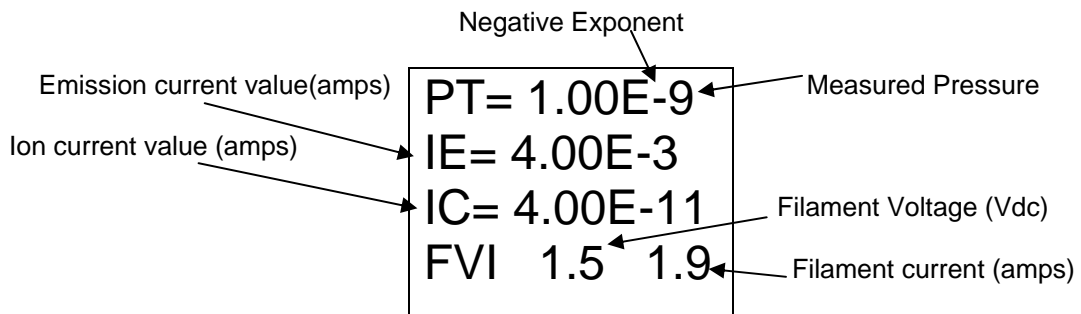 Negative Exponent
Emission current value(amps)
PT= 1.00E-9
Measured Pressure
Ion current value (amps)
IE= 4.00E-3
IC= 4.00E-11
Filament Voltage (Vdc)
FVI 1.5 1.9
Filament current (amps)